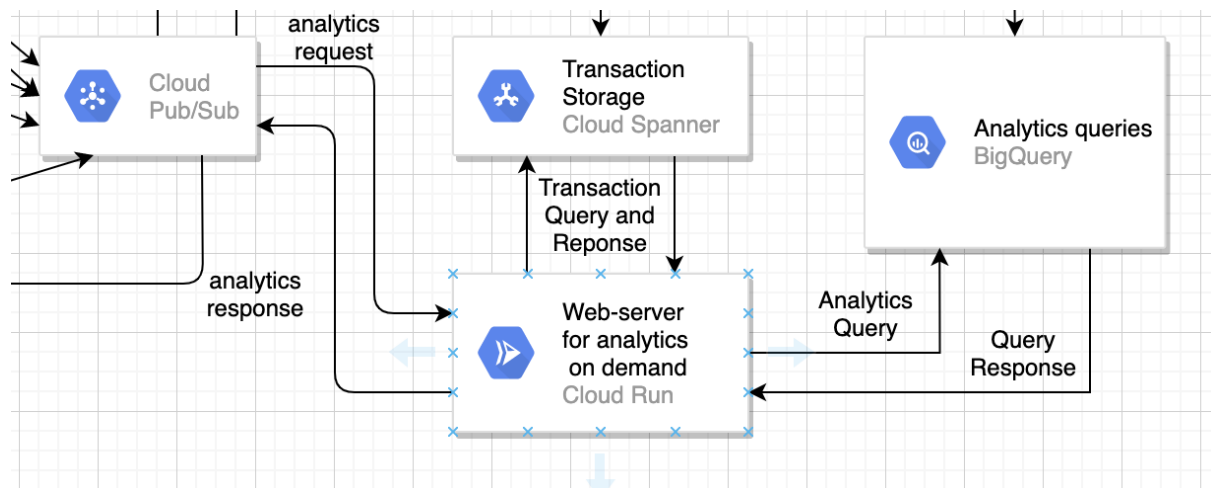 analytics
request
Cloud
Pub/Sub
Transaction
Storage
Cloud Spanner
Analytics queries
BigQuery
Transaction
Query and
Reponse
analytics
response
Web-server
for analytics
on demand
Cloud Run
Analytics
Query
Query
Response